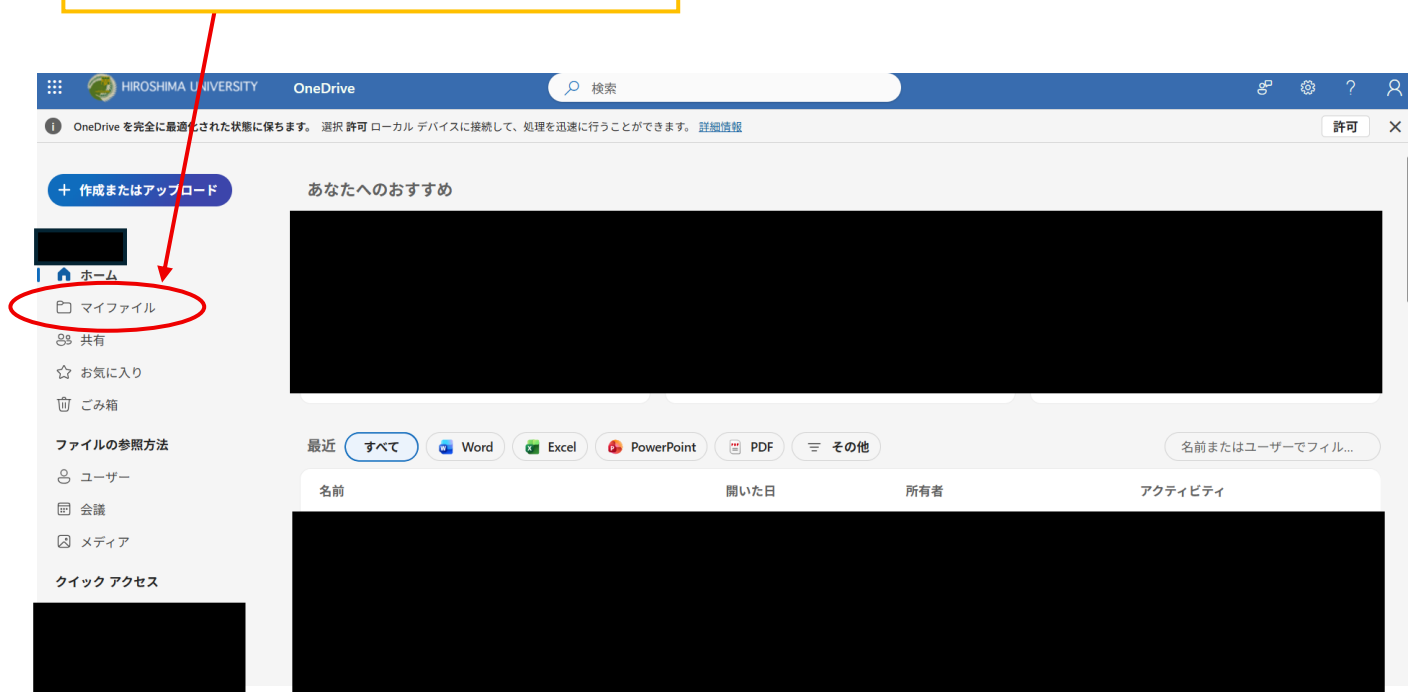 HIROSHIMA UNIVERSITY OneDrive 検索
OneDrive を完全に最適化された状態に保ちます。 選択 許可 ローカル デバイスに接続して、処理を迅速に行うことができます。 詳細情報 許可
+ 作成またはアップロード
あなたへのおすすめ
ホーム
マイファイル
共有
お気に入り
ごみ箱
ファイルの参照方法
ユーザー
会議
メディア
クイック アクセス
最近 すべて Word Excel PowerPoint PDF その他 名前またはユーザーでフィル...
名前 開いた日 所有者 アクティビティ